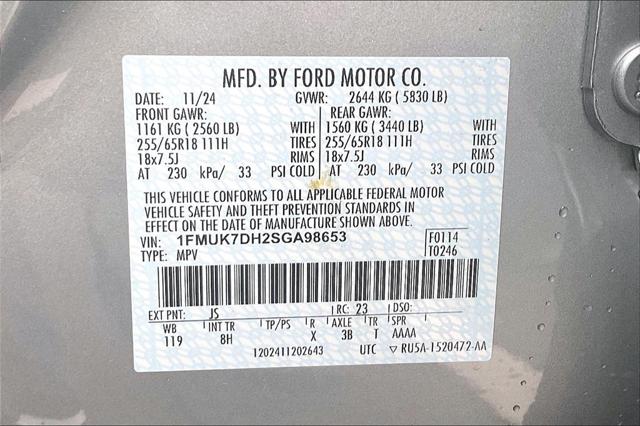 MFD. BY FORD MOTOR CO.
DATE: 11/24 GVWR: 2644 KG ( 5830 LB)
FRONT GAWR: REAR GAWR:
1161 KG ( 2560 LB) WITH 1560 KG ( 3440 LB) WITH
255/65R18 111H TIRES 255/65R18 111H TIRES
18x7.5J RIMS 18x7.5J RIMS
AT 230 kPa/ 33 PSI COLD AT 230 kPa/ 33 PSI COLD
THIS VEHICLE CONFORMS TO ALL APPLICABLE FEDERAL MOTOR
VEHICLE SAFETY AND THEFT PREVENTION STANDARDS IN
EFFECT ON THE DATE OF MANUFACTURE SHOWN ABOVE.
VIN: 1FMUK7DH2SGA98653 F0114
TYPE: MPV T0246
EXT PNT: JS RC: 23 DSO:
WB INT TR TP/PS R AXLE TR SPR
119 8H X 3B T AAAA
1202411202643 UTC ▽ RU5A-1520472-AA